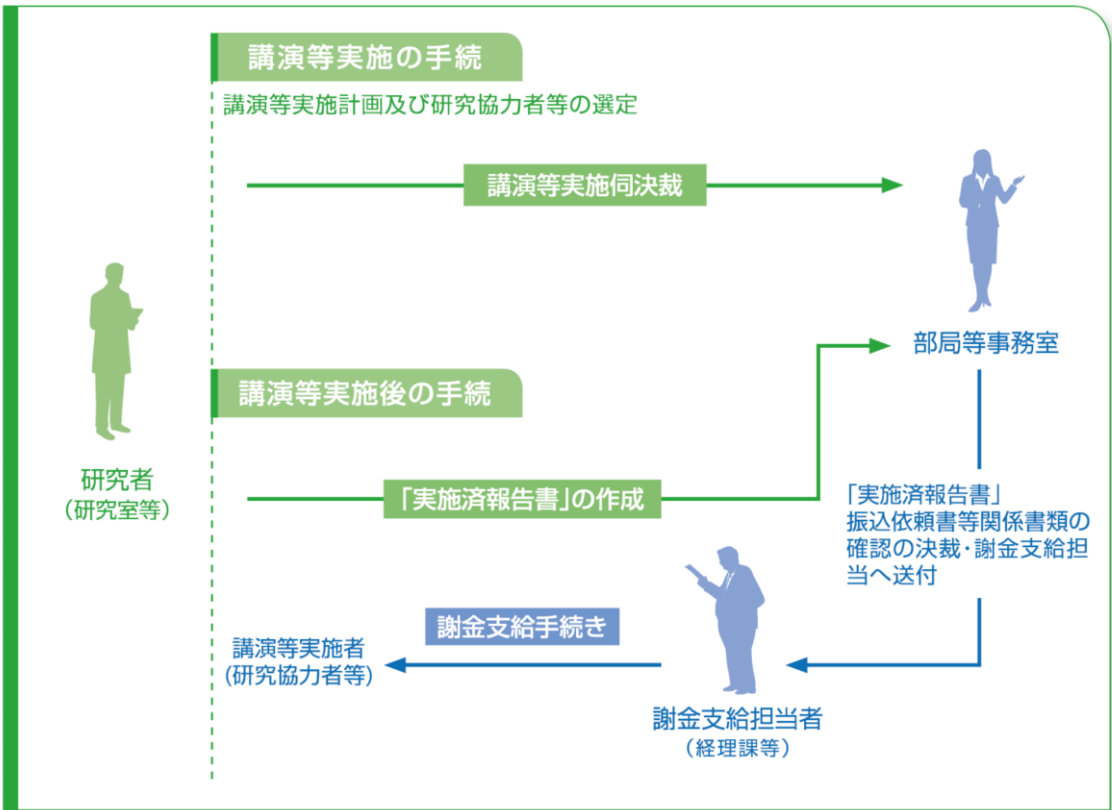 講演等実施の手続
講演等実施計画及び研究協力者等の選定
講演等実施伺決裁
部局等事務室
講演等実施後の手続
研究者
(研究室等)
「実施済報告書」の作成
「実施済報告書」
振込依頼書等関係書類の
確認の決裁・謝金支給担
当へ送付
謝金支給手続き
講演等実施者
(研究協力者等)
謝金支給担当者
(経理課等)